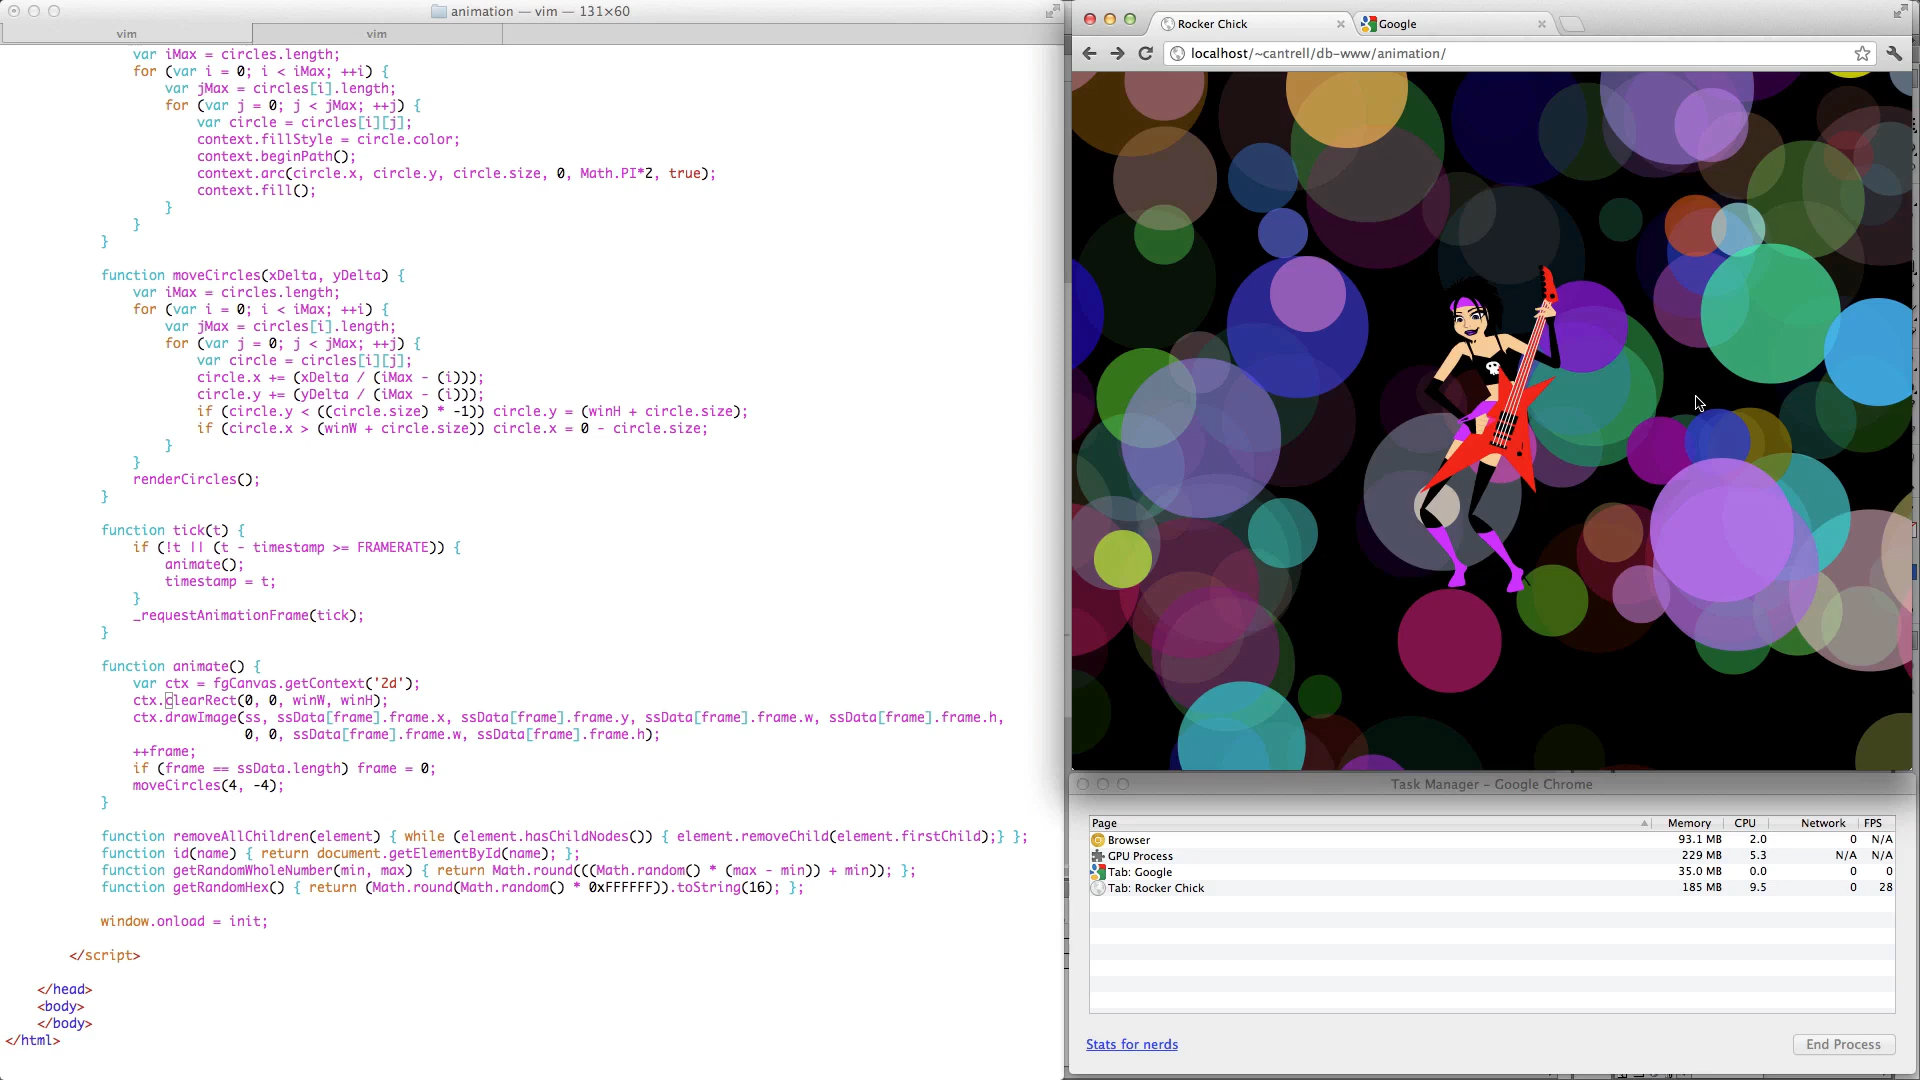 animation — vim — 131×60
vim
vim
var iMax = circles.length;
for (var i = 0; i < iMax; ++i) {
var jMax = circles[i].length;
for (var j = 0; j < jMax; ++j) {
var circle = circles[i][j];
context.fillStyle = circle.color;
context.beginPath();
context.arc(circle.x, circle.y, circle.size, 0, Math.PI*2, true);
context.fill();
}
}
}
function moveCircles(xDelta, yDelta) {
var iMax = circles.length;
for (var i = 0; i < iMax; ++i) {
var jMax = circles[i].length;
for (var j = 0; j < jMax; ++j) {
var circle = circles[i][j];
circle.x += (xDelta / (iMax - (i)));
circle.y += (yDelta / (iMax - (i)));
if (circle.y < ((circle.size) * -1)) circle.y = (winH + circle.size);
if (circle.x > (winW + circle.size)) circle.x = 0 - circle.size;
}
}
renderCircles();
}
function tick(t) {
if (!t || (t - timestamp >= FRAMERATE)) {
animate();
timestamp = t;
}
_requestAnimationFrame(tick);
}
function animate() {
var ctx = fgCanvas.getContext('2d');
ctx.clearRect(0, 0, winW, winH);
ctx.drawImage(ss, ssData[frame].frame.x, ssData[frame].frame.y, ssData[frame].frame.w, ssData[frame].frame.h,
0, 0, ssData[frame].frame.w, ssData[frame].frame.h);
++frame;
if (frame == ssData.length) frame = 0;
moveCircles(4, -4);
}
function removeAllChildren(element) { while (element.hasChildNodes()) { element.removeChild(element.firstChild);} };
function id(name) { return document.getElementById(name); };
function getRandomWholeNumber(min, max) { return Math.round(((Math.random() * (max - min)) + min)); };
function getRandomHex() { return (Math.round(Math.random() * 0xFFFFFF)).toString(16); };
window.onload = init;
</script>
</head>
<body>
</body>
</html>
Rocker Chick
Google
localhost/~cantrell/db-www/animation/
Task Manager – Google Chrome
Page Memory CPU Network FPS
Browser 93.1 MB 2.0 0 N/A
GPU Process 229 MB 5.3 N/A N/A
Tab: Google 35.0 MB 0.0 0 0
Tab: Rocker Chick 185 MB 9.5 0 28
Stats for nerds
End Process